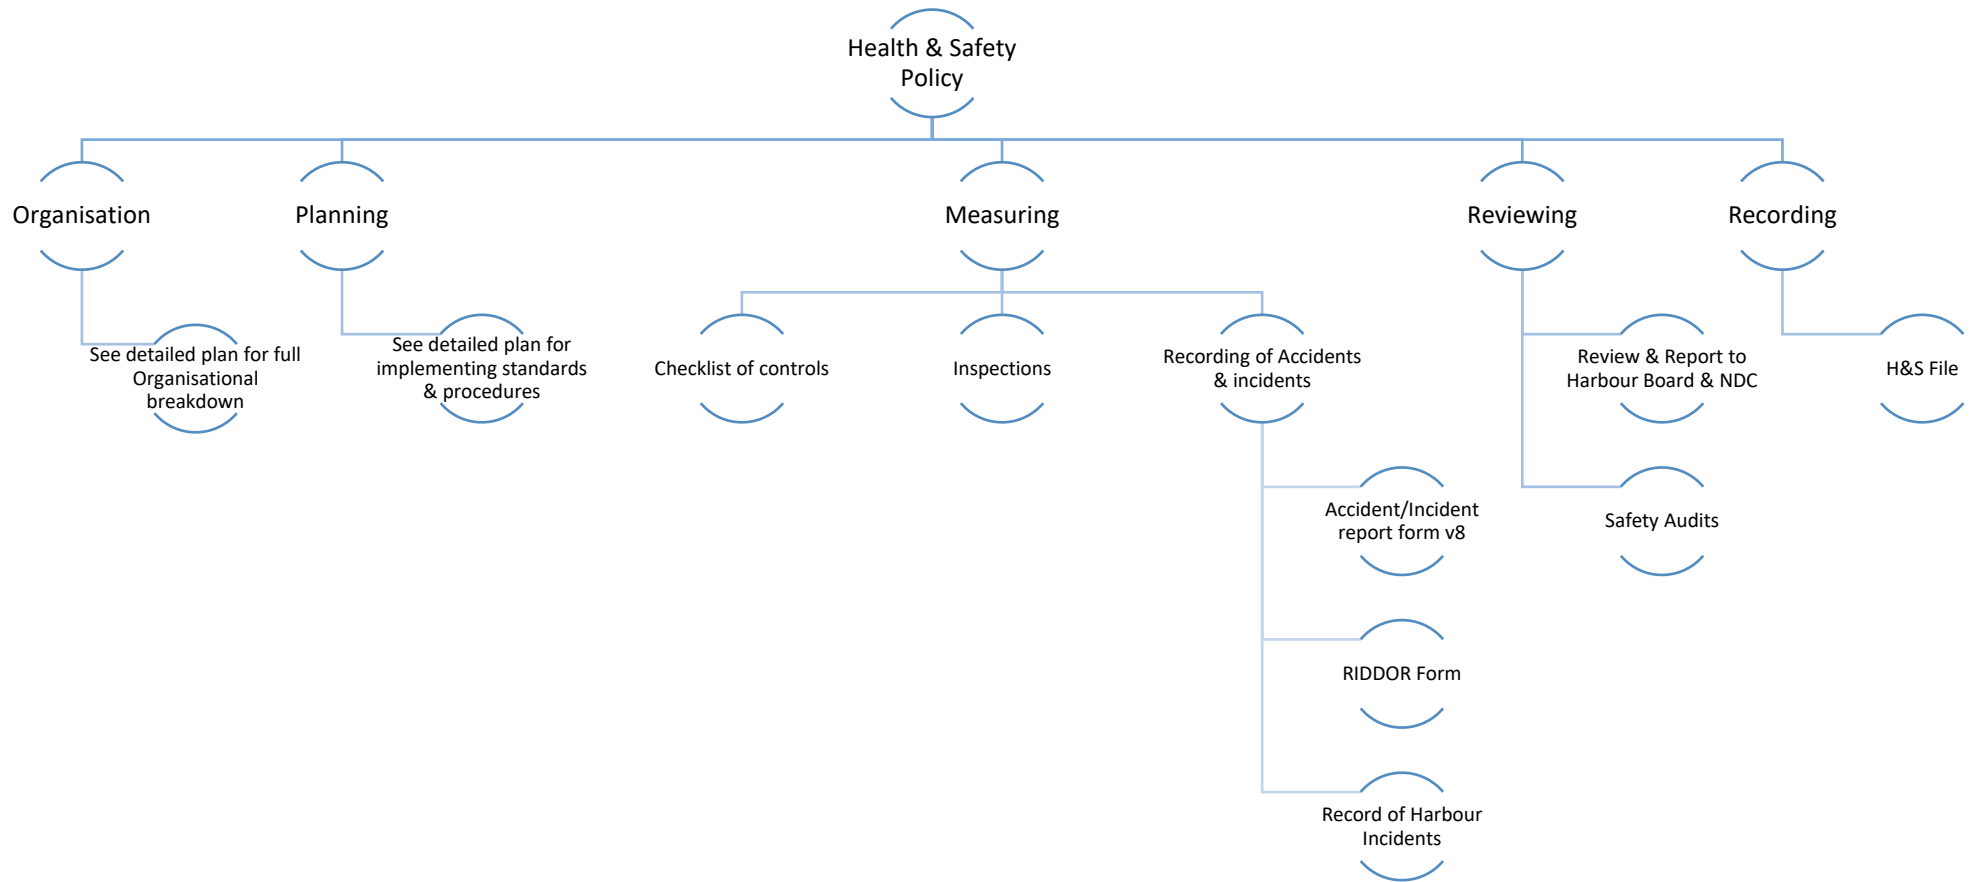 Health & Safety
Policy
Organisation
Planning
Measuring
Reviewing
Recording
See detailed plan for full
Organisational
breakdown
See detailed plan for
implementing standards
& procedures
Checklist of controls
Inspections
Recording of Accidents
& incidents
Review & Report to
Harbour Board & NDC
H&S File
Accident/Incident
report form v8
Safety Audits
RIDDOR Form
Record of Harbour
Incidents